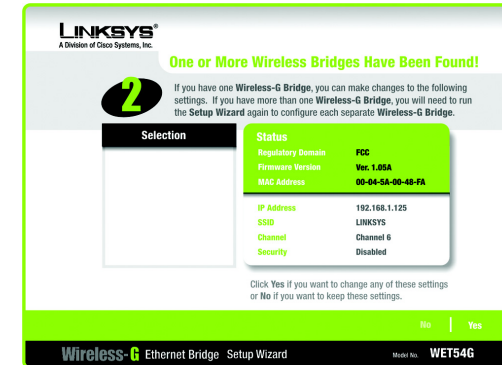 LINKSYS®
A Division of Cisco Systems, Inc.
One or More Wireless Bridges Have Been Found!
2
If you have one Wireless-G Bridge, you can make changes to the following
settings. If you have more than one Wireless-G Bridge, you will need to run
the Setup Wizard again to configure each separate Wireless-G Bridge.
Selection
Status
Regulatory Domain FCC
Firmware Version Ver. 1.05A
MAC Address 00-04-5A-00-48-FA
IP Address 192.168.1.125
SSID LINKSYS
Channel Channel 6
Security Disabled
Click Yes if you want to change any of these settings
or No if you want to keep these settings.
No Yes
Wireless-G Ethernet Bridge Setup Wizard Model No. WET54G